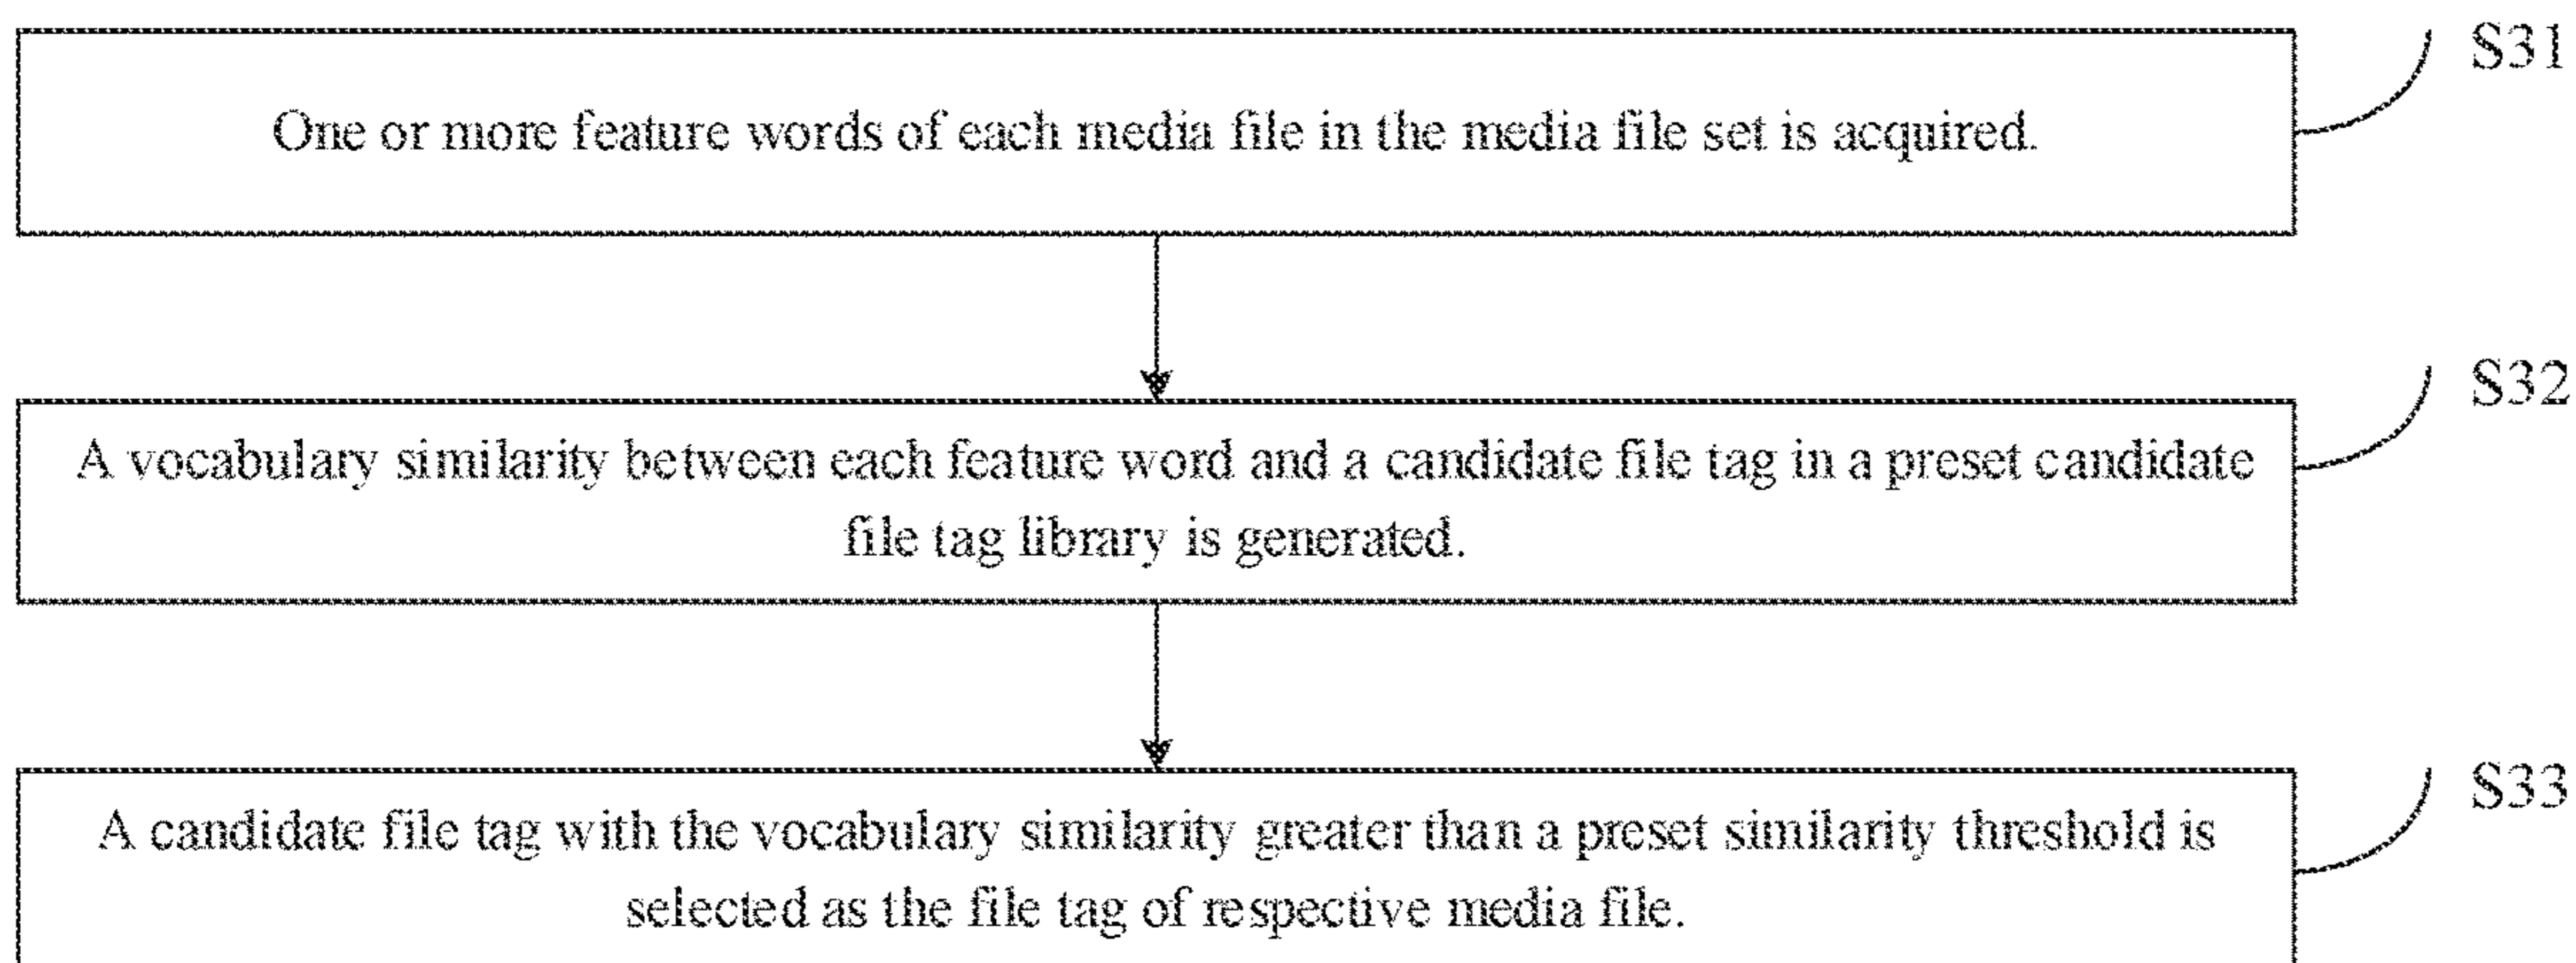 S31
One or more feature words of each media file in the media file set is acquired.
S32
A vocabulary similarity between each feature word and a candidate file tag in a preset candidate
file tag library is generated.
S33
A candidate file tag with the vocabulary similarity greater than a preset similarity threshold is
selected as the file tag of respective media file.